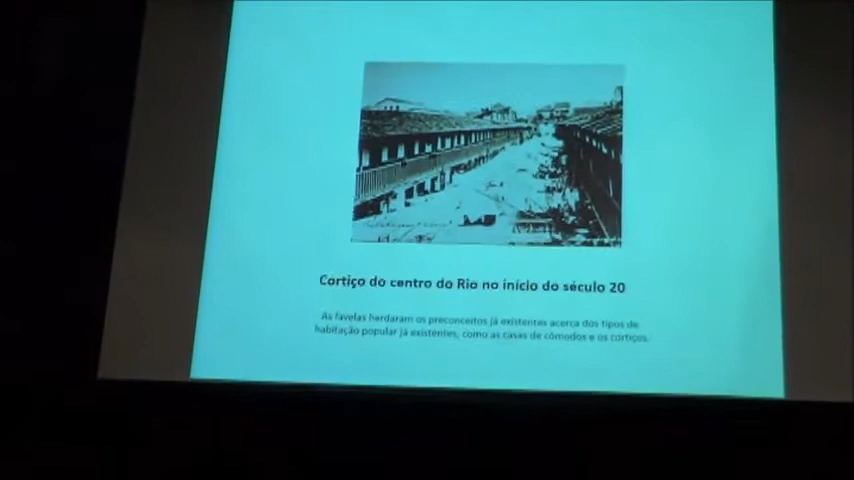 Cortiço do centro do Rio no início do século 20
As favelas herdaram os preconceitos já existentes acerca dos tipos de
habitação popular já existentes, como as casas de cômodos e os cortiços.